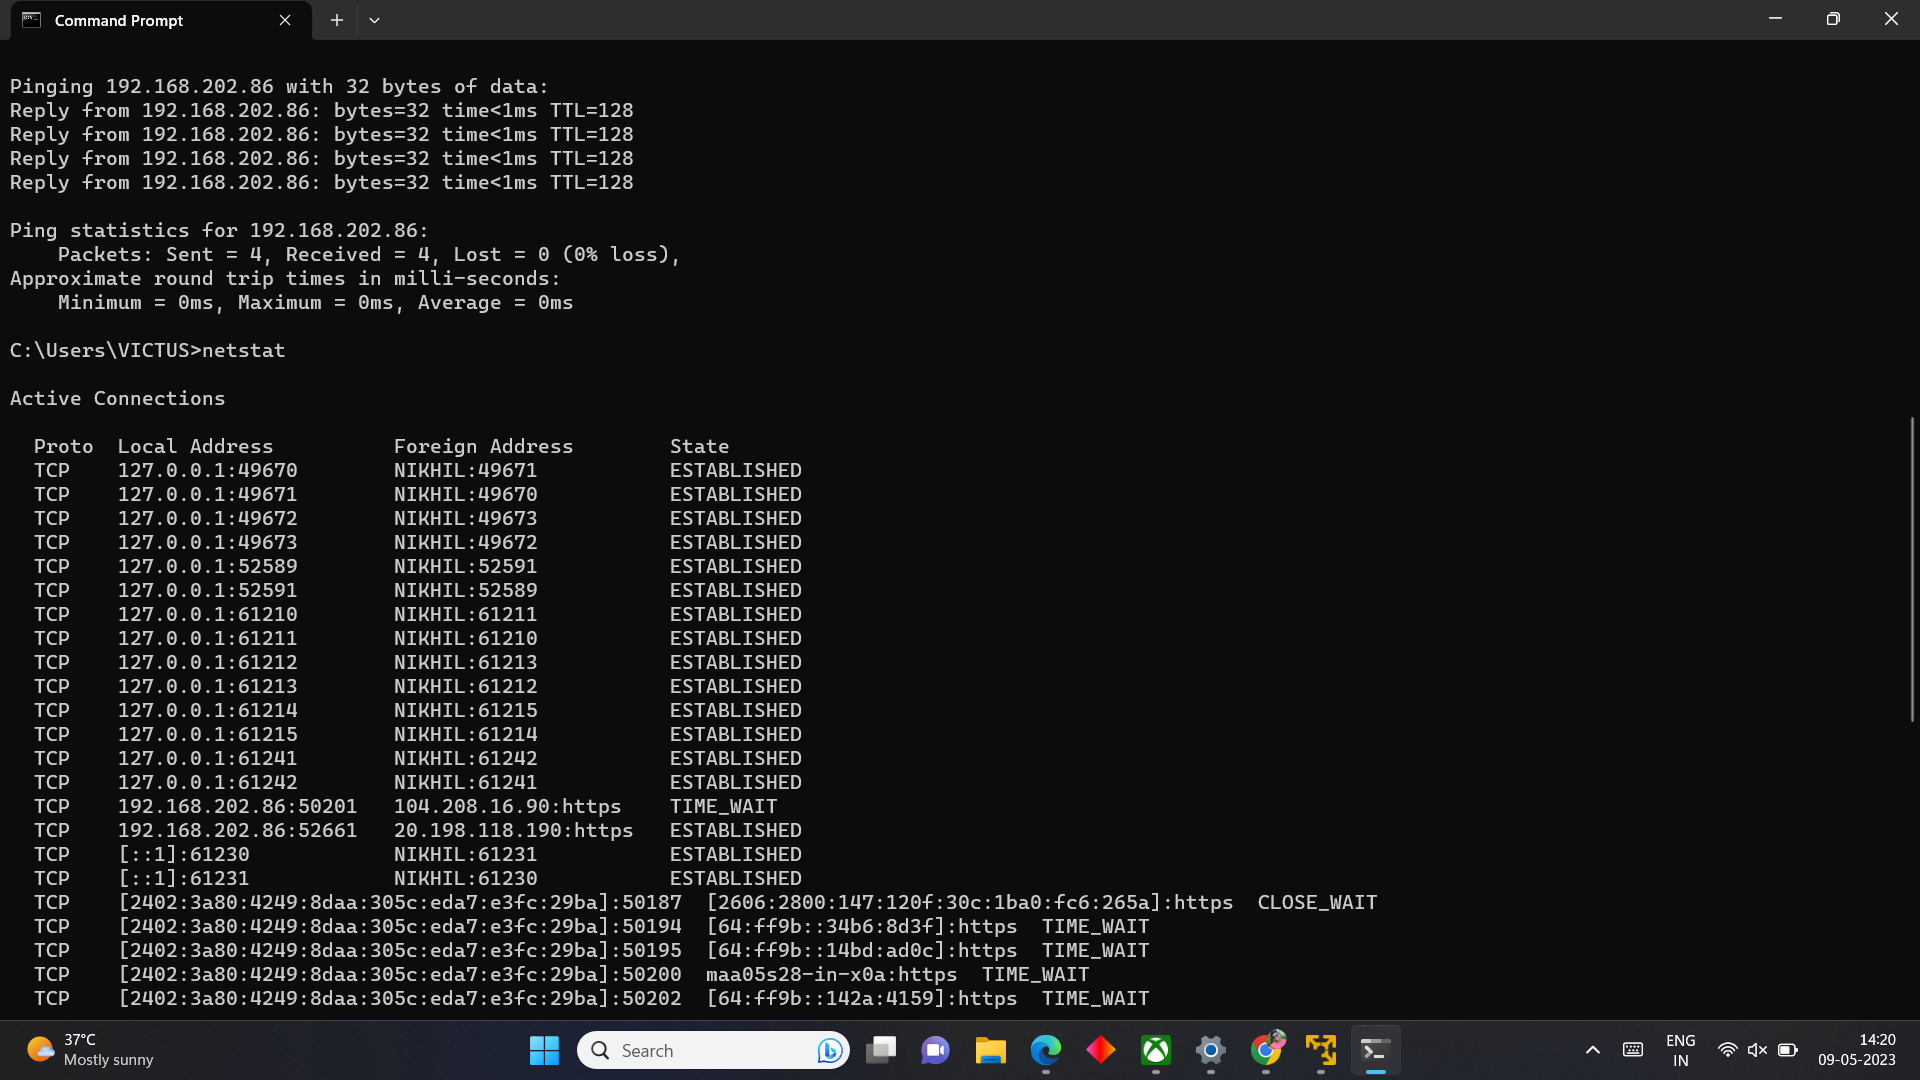 Command Prompt
Pinging 192.168.202.86 with 32 bytes of data:
Reply from 192.168.202.86: bytes=32 time<1ms TTL=128
Reply from 192.168.202.86: bytes=32 time<1ms TTL=128
Reply from 192.168.202.86: bytes=32 time<1ms TTL=128
Reply from 192.168.202.86: bytes=32 time<1ms TTL=128
Ping statistics for 192.168.202.86:
Packets: Sent = 4, Received = 4, Lost = 0 (0% loss),
Approximate round trip times in milli-seconds:
Minimum = 0ms, Maximum = 0ms, Average = 0ms
C:\Users\VICTUS>netstat
Active Connections
Proto Local Address Foreign Address State
TCP 127.0.0.1:49670 NIKHIL:49671 ESTABLISHED
TCP 127.0.0.1:49671 NIKHIL:49670 ESTABLISHED
TCP 127.0.0.1:49672 NIKHIL:49673 ESTABLISHED
TCP 127.0.0.1:49673 NIKHIL:49672 ESTABLISHED
TCP 127.0.0.1:52589 NIKHIL:52591 ESTABLISHED
TCP 127.0.0.1:52591 NIKHIL:52589 ESTABLISHED
TCP 127.0.0.1:61210 NIKHIL:61211 ESTABLISHED
TCP 127.0.0.1:61211 NIKHIL:61210 ESTABLISHED
TCP 127.0.0.1:61212 NIKHIL:61213 ESTABLISHED
TCP 127.0.0.1:61213 NIKHIL:61212 ESTABLISHED
TCP 127.0.0.1:61214 NIKHIL:61215 ESTABLISHED
TCP 127.0.0.1:61215 NIKHIL:61214 ESTABLISHED
TCP 127.0.0.1:61241 NIKHIL:61242 ESTABLISHED
TCP 127.0.0.1:61242 NIKHIL:61241 ESTABLISHED
TCP 192.168.202.86:50201 104.208.16.90:https TIME_WAIT
TCP 192.168.202.86:52661 20.198.118.190:https ESTABLISHED
TCP [::1]:61230 NIKHIL:61231 ESTABLISHED
TCP [::1]:61231 NIKHIL:61230 ESTABLISHED
TCP [2402:3a80:4249:8daa:305c:eda7:e3fc:29ba]:50187 [2606:2800:147:120f:30c:1ba0:fc6:265a]:https CLOSE_WAIT
TCP [2402:3a80:4249:8daa:305c:eda7:e3fc:29ba]:50194 [64:ff9b::34b6:8d3f]:https TIME_WAIT
TCP [2402:3a80:4249:8daa:305c:eda7:e3fc:29ba]:50195 [64:ff9b::14bd:ad0c]:https TIME_WAIT
TCP [2402:3a80:4249:8daa:305c:eda7:e3fc:29ba]:50200 maa05s28-in-x0a:https TIME_WAIT
TCP [2402:3a80:4249:8daa:305c:eda7:e3fc:29ba]:50202 [64:ff9b::142a:4159]:https TIME_WAIT
37°C
Mostly sunny
Search
ENG
IN
14:20
09-05-2023